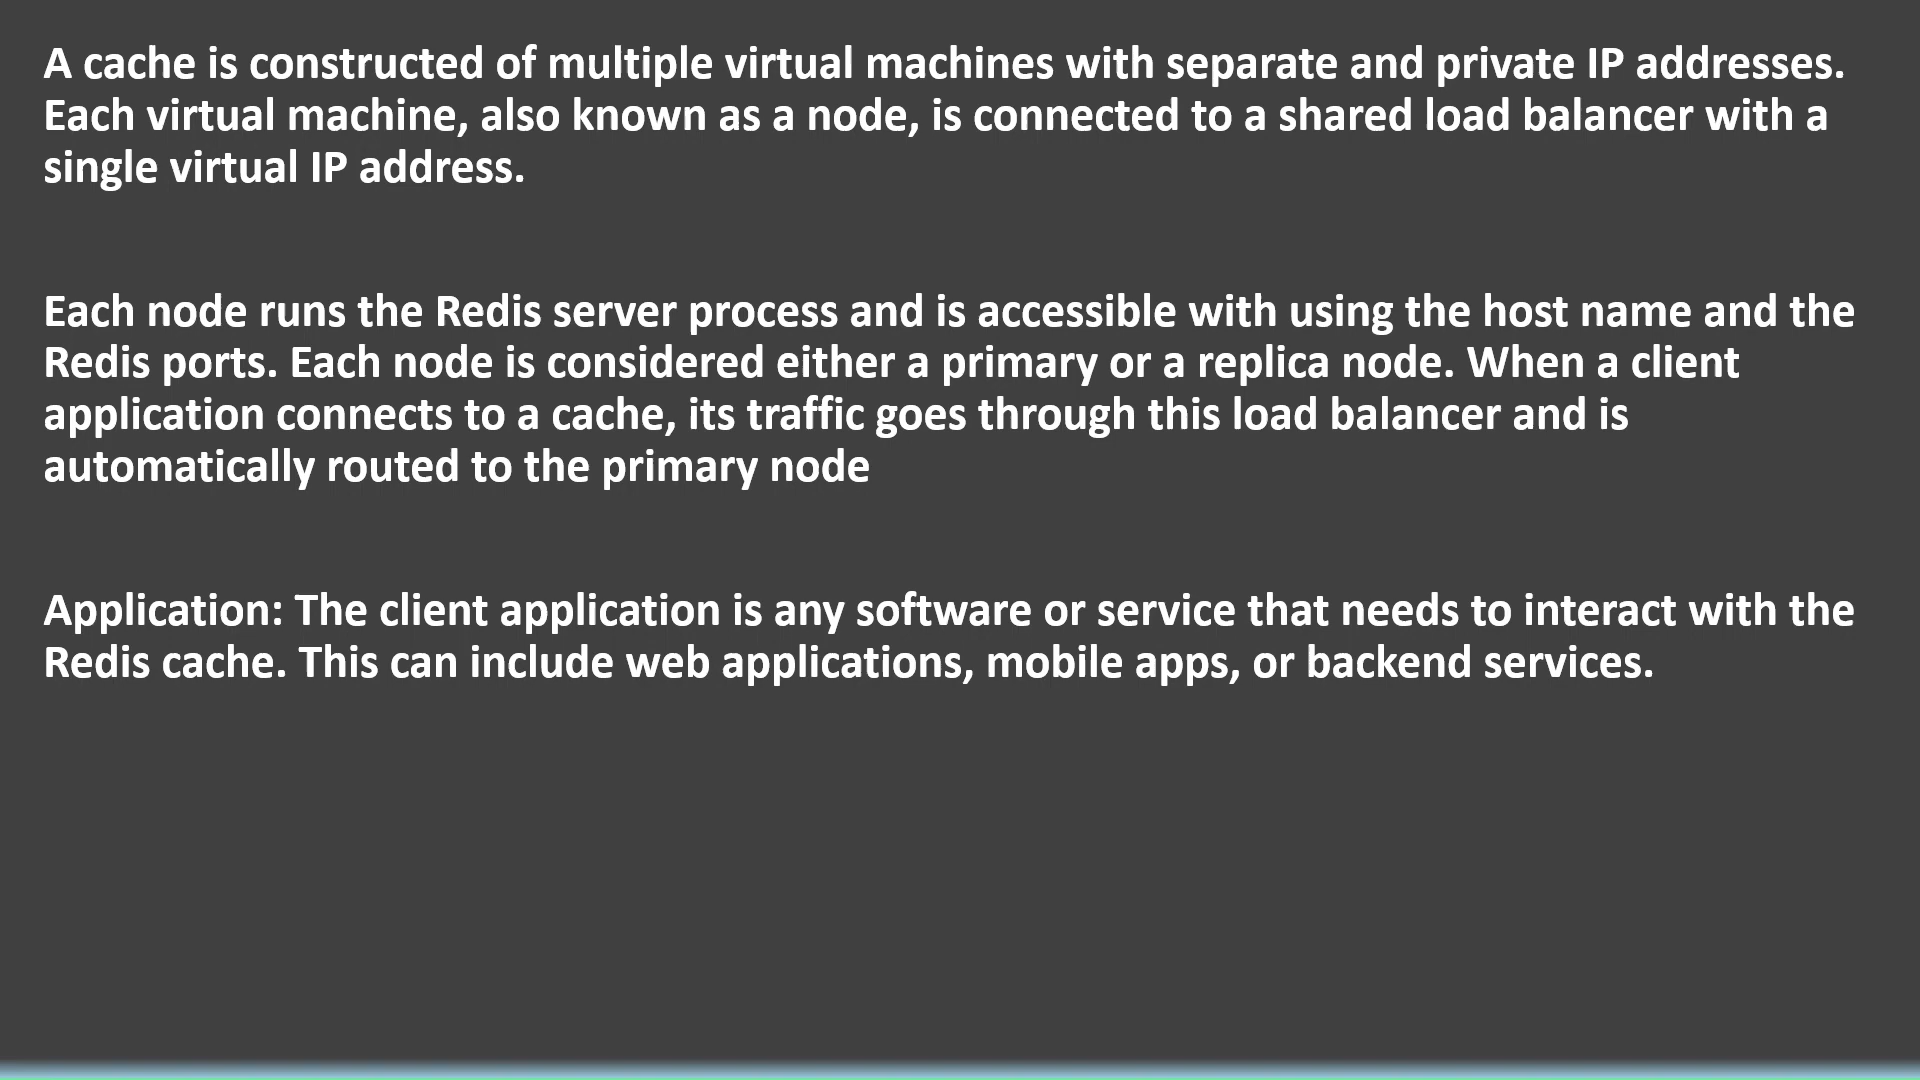 A cache is constructed of multiple virtual machines with separate and private IP addresses.
Each virtual machine, also known as a node, is connected to a shared load balancer with a
single virtual IP address.
Each node runs the Redis server process and is accessible with using the host name and the
Redis ports. Each node is considered either a primary or a replica node. When a client
application connects to a cache, its traffic goes through this load balancer and is
automatically routed to the primary node
Application: The client application is any software or service that needs to interact with the
Redis cache. This can include web applications, mobile apps, or backend services.